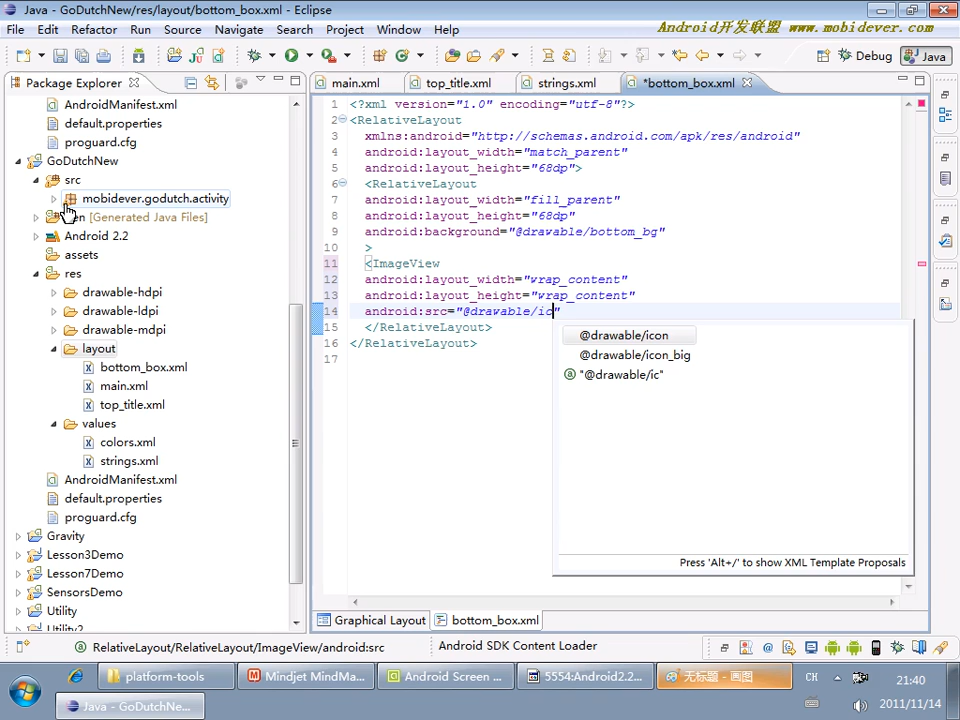 Java - GoDutchNew/res/layout/bottom_box.xml - Eclipse
File Edit Refactor Run Source Navigate Search Project Window Help
Android开发联盟 www.mobidever.com
Debug Java
Package Explorer
main.xml top_title.xml strings.xml *bottom_box.xml
AndroidManifest.xml
default.properties
proguard.cfg
GoDutchNew
src
mobidever.godutch.activity
en [Generated Java Files]
Android 2.2
assets
res
drawable-hdpi
drawable-ldpi
drawable-mdpi
layout
bottom_box.xml
main.xml
top_title.xml
values
colors.xml
strings.xml
AndroidManifest.xml
default.properties
proguard.cfg
Gravity
Lesson3Demo
Lesson7Demo
SensorsDemo
Utility
Utility2
1 <?xml version="1.0" encoding="utf-8"?>
2 <RelativeLayout
3 xmlns:android="http://schemas.android.com/apk/res/android"
4 android:layout_width="match_parent"
5 android:layout_height="68dp">
6 <RelativeLayout
7 android:layout_width="fill_parent"
8 android:layout_height="68dp"
9 android:background="@drawable/bottom_bg"
10 >
11 <ImageView
12 android:layout_width="wrap_content"
13 android:layout_height="wrap_content"
14 android:src="@drawable/ic"
15 </RelativeLayout>
16 </RelativeLayout>
17
@drawable/icon
@drawable/icon_big
"@drawable/ic"
Press 'Alt+/' to show XML Template Proposals
Graphical Layout bottom_box.xml
RelativeLayout/RelativeLayout/ImageView/android:src
Android SDK Content Loader
platform-tools Mindjet MindMa... Android Screen ... 5554:Android2.2... 无标题 - 画图
CH 21:40
Java - GoDutchNe...
2011/11/14